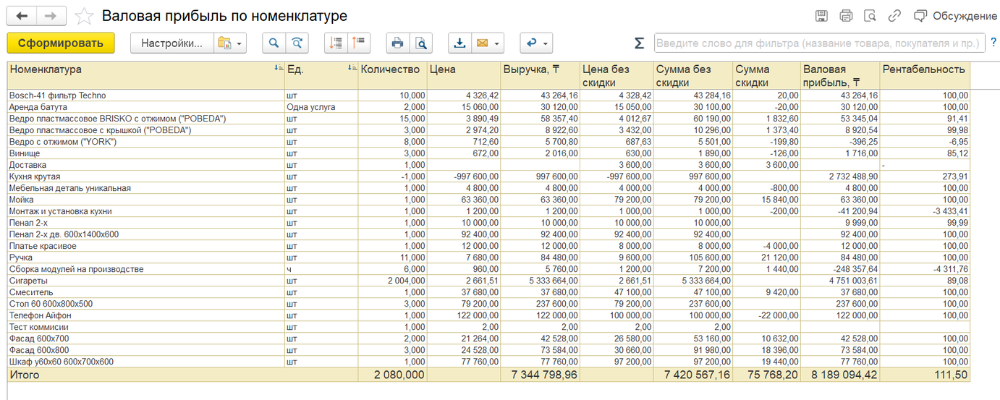 Валовая прибыль по номенклатуре Обсуждение
Сформировать Настройки... Σ Введите слово для фильтра (название товара, покупателя и пр.) ?
Номенклатура Ед. Количество Цена Выручка, ₸ Цена без скидки Сумма без скидки Сумма скидки Валовая прибыль, ₸ Рентабельность
Bosch-41 фильтр Techno шт 10,000 4 326,42 43 264,16 4 328,42 43 284,16 20,00 43 264,16 100,00
Аренда батута Одна услуга 2,000 15 060,00 30 120,00 15 050,00 30 100,00 -20,00 30 120,00 100,00
Ведро пластмассовое BRISKO с отжимом ("POBEDA") шт 15,000 3 890,49 58 357,40 4 012,67 60 190,00 1 832,60 53 345,04 91,41
Ведро пластмассовое с крышкой ("POBEDA") шт 3,000 2 974,20 8 922,60 3 432,00 10 296,00 1 373,40 8 920,54 99,98
Ведро с отжимом ("YORK") шт 8,000 712,60 5 700,80 687,63 5 501,00 -199,80 -396,25 -6,95
Винище шт 3,000 672,00 2 016,00 630,00 1 890,00 -126,00 1 716,00 85,12
Доставка шт 1,000 3 600,00 3 600,00 3 600,00 -
Кухня крутая шт -1,000 -997 600,00 997 600,00 -997 600,00 997 600,00 2 732 488,90 273,91
Мебельная деталь уникальная шт 1,000 4 800,00 4 800,00 4 000,00 4 000,00 -800,00 4 800,00 100,00
Мойка шт 1,000 63 360,00 63 360,00 79 200,00 79 200,00 15 840,00 63 360,00 100,00
Монтаж и установка кухни шт 1,000 1 200,00 1 200,00 1 000,00 1 000,00 -200,00 -41 200,94 -3 433,41
Пенал 2-х шт 1,000 10 000,00 10 000,00 10 000,00 10 000,00 9 999,00 99,99
Пенал 2-х дв. 600х1400х600 шт 1,000 92 400,00 92 400,00 92 400,00 92 400,00 92 400,00 100,00
Платье красивое шт 1,000 12 000,00 12 000,00 8 000,00 8 000,00 -4 000,00 12 000,00 100,00
Ручка шт 11,000 7 680,00 84 480,00 9 600,00 105 600,00 21 120,00 84 480,00 100,00
Сборка модулей на производстве ч 6,000 960,00 5 760,00 1 200,00 7 200,00 1 440,00 -248 357,64 -4 311,76
Сигареты шт 2 004,000 2 661,51 5 333 664,00 2 661,51 5 333 664,00 4 751 003,61 89,08
Смеситель шт 1,000 37 680,00 37 680,00 47 100,00 47 100,00 9 420,00 37 680,00 100,00
Стол 60 600х800х500 шт 3,000 79 200,00 237 600,00 79 200,00 237 600,00 237 600,00 100,00
Телефон Айфон шт 1,000 122 000,00 122 000,00 100 000,00 100 000,00 -22 000,00 122 000,00 100,00
Тест коммисии шт 1,000 2,00 2,00 2,00 2,00
Фасад 600х700 шт 2,000 21 264,00 42 528,00 26 580,00 53 160,00 10 632,00 42 528,00 100,00
Фасад 600х800 шт 3,000 24 528,00 73 584,00 30 660,00 91 980,00 18 396,00 73 584,00 100,00
Шкаф у60х60 600х700х600 шт 1,000 77 760,00 77 760,00 97 200,00 97 200,00 19 440,00 77 760,00 100,00
Итого 2 080,000 7 344 798,96 7 420 567,16 75 768,20 8 189 094,42 111,50